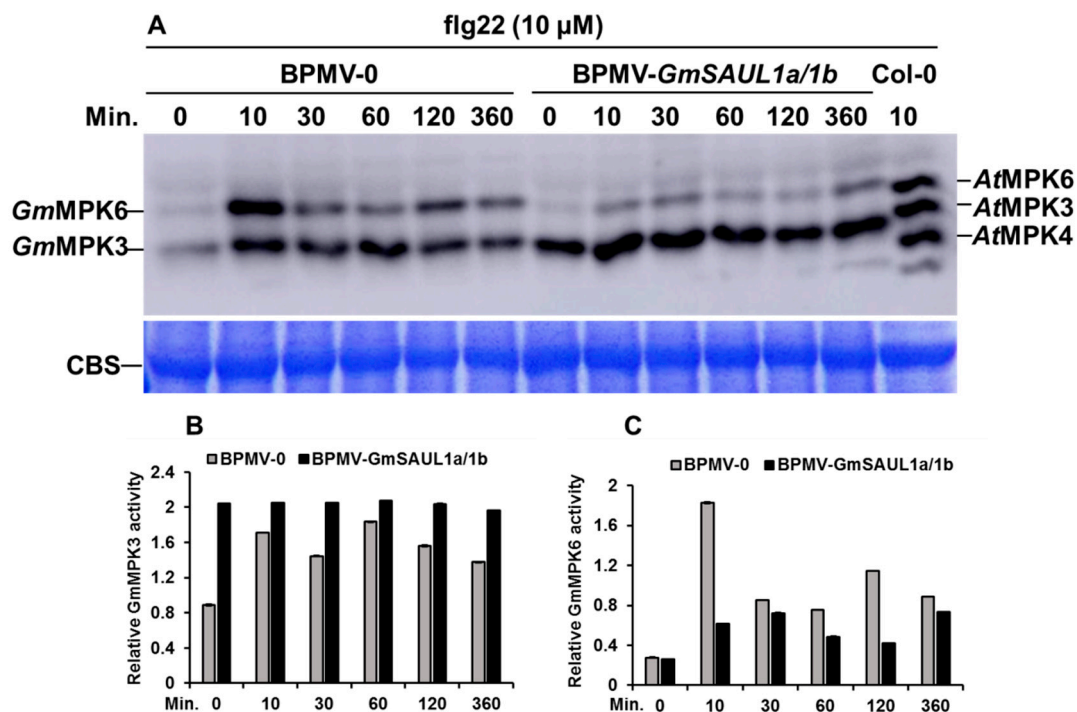 A
flg22 (10 µM)
BPMV-0 BPMV-GmSAUL1a/1b Col-0
Min. 0 10 30 60 120 360 0 10 30 60 120 360 10
GmMPK6
GmMPK3
AtMPK6
AtMPK3
AtMPK4
CBS
B
BPMV-0 BPMV-GmSAUL1a/1b
Relative GmMPK3 activity
2.4
2
1.6
1.2
0.8
0.4
0
Min. 0 10 30 60 120 360
C
BPMV-0 BPMV-GmSAUL1a/1b
Relative GmMPK6 activity
2
1.6
1.2
0.8
0.4
0
Min. 0 10 30 60 120 360